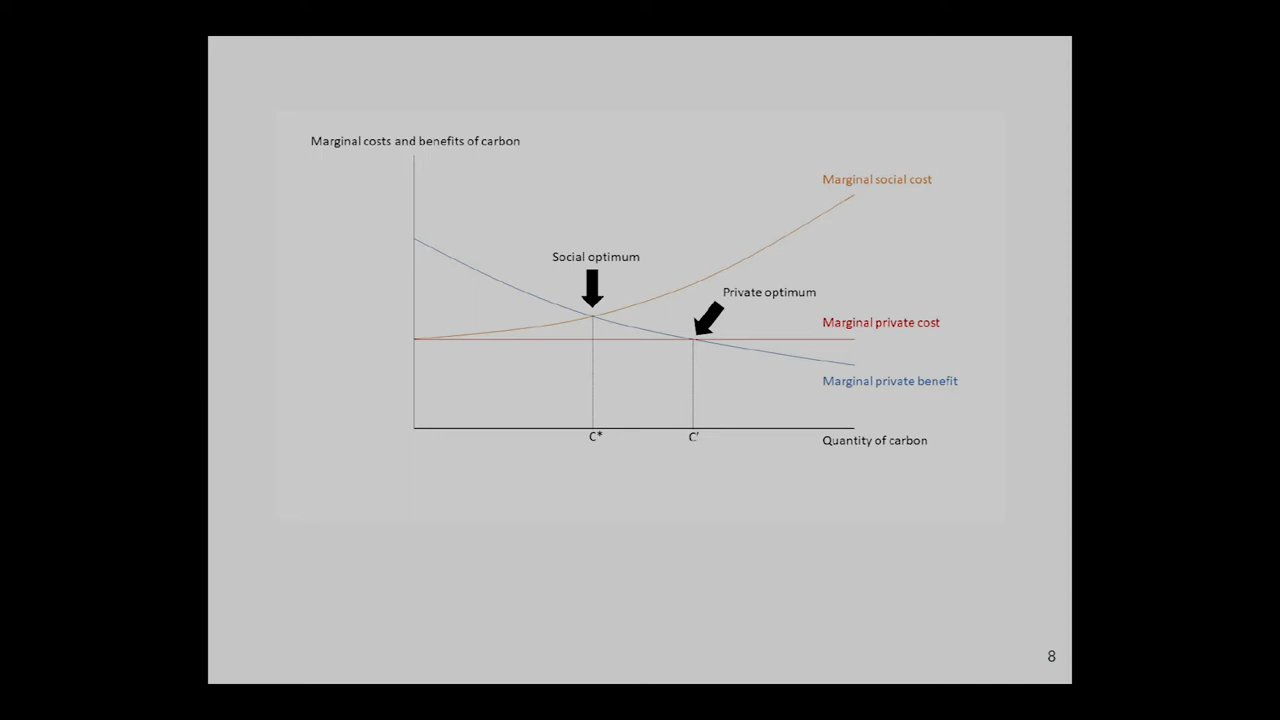 Marginal costs and benefits of carbon
Marginal social cost
Social optimum
Private optimum
Marginal private cost
Marginal private benefit
C*
C’
Quantity of carbon
8